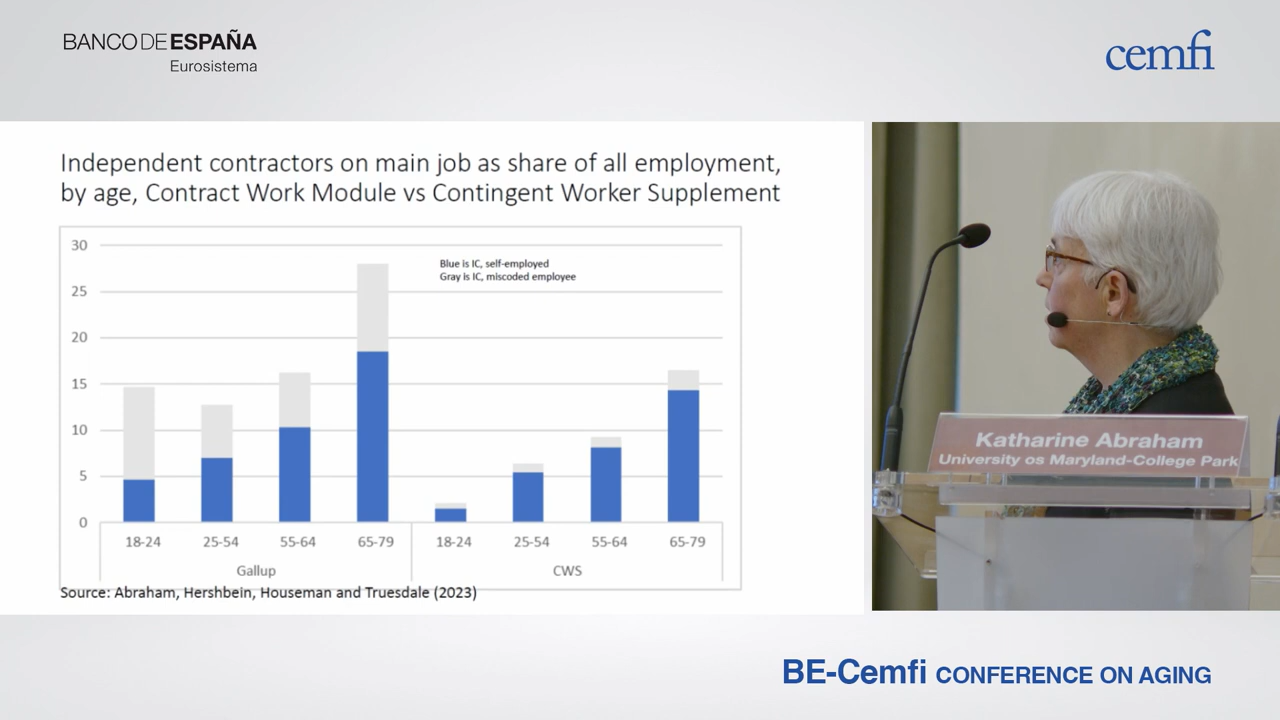 BANCO DE ESPAÑA
Eurosistema
cemfi
Independent contractors on main job as share of all employment,
by age, Contract Work Module vs Contingent Worker Supplement
30
25
20
15
10
5
0
Blue is IC, self-employed
Gray is IC, miscoded employee
18-24 25-54 55-64 65-79 18-24 25-54 55-64 65-79
Gallup CWS
Source: Abraham, Hershbein, Houseman and Truesdale (2023)
Katharine Abraham
University os Maryland-College Park
BE-Cemfi CONFERENCE ON AGING